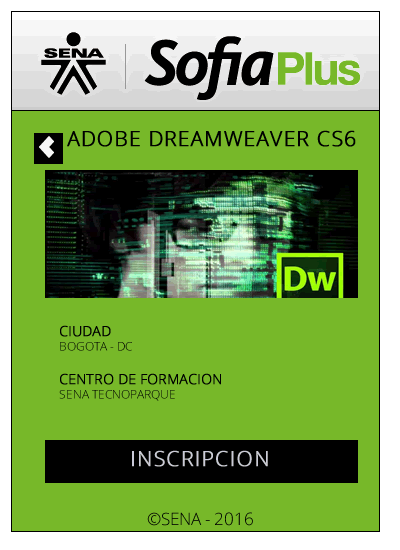 SENA
SofiaPlus
ADOBE DREAMWEAVER CS6
Dw
CIUDAD
BOGOTA - DC
CENTRO DE FORMACION
SENA TECNOPARQUE
INSCRIPCION
©SENA - 2016